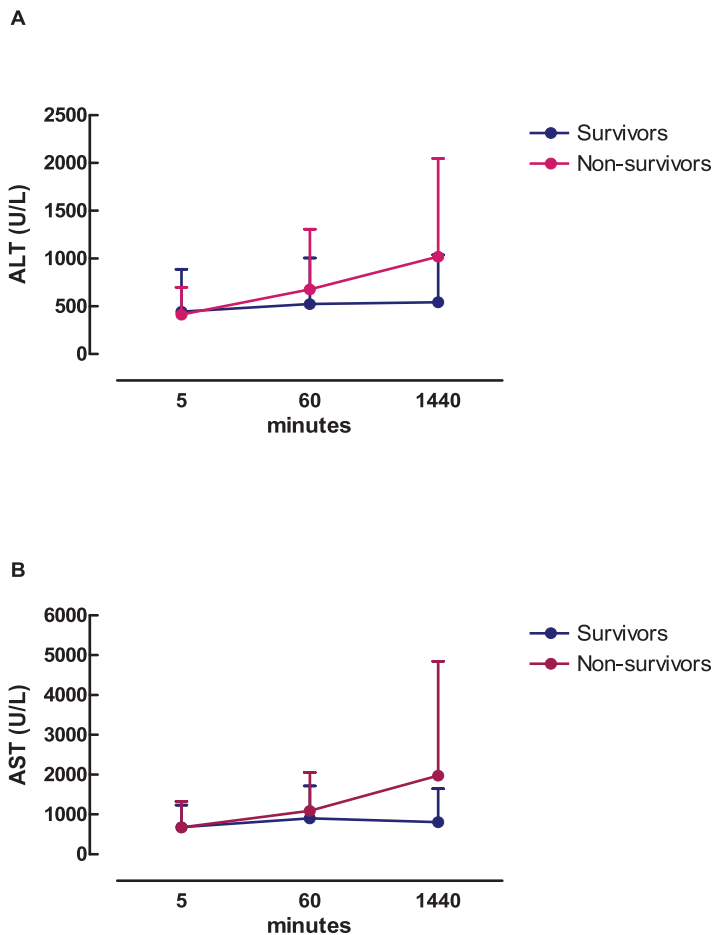 A
2500
2000
1500
1000
500
0
ALT (U/L)
5 60 1440
minutes
Survivors
Non-survivors
B
6000
5000
4000
3000
2000
1000
0
AST (U/L)
5 60 1440
minutes
Survivors
Non-survivors